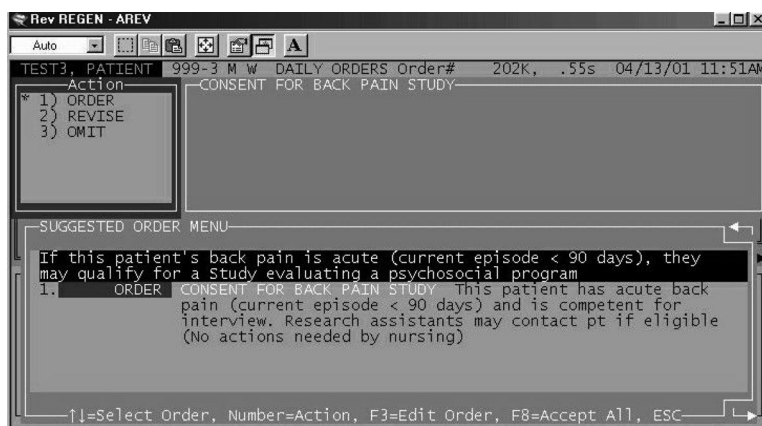 Rev REGEN - AREV
Auto
A
TEST3, PATIENT 999-3 M W DAILY ORDERS Order# 202K, .55s 04/13/01 11:51AM
Action
CONSENT FOR BACK PAIN STUDY
* 1) ORDER
2) REVISE
3) OMIT
SUGGESTED ORDER MENU
If this patient's back pain is acute (current episode < 90 days), they
may qualify for a Study evaluating a psychosocial program
1. ORDER CONSENT FOR BACK PAIN STUDY This patient has acute back
pain (current episode < 90 days) and is competent for
interview. Research assistants may contact pt if eligible
(No actions needed by nursing)
↑↓=Select Order, Number=Action, F3=Edit Order, F8=Accept All, ESC